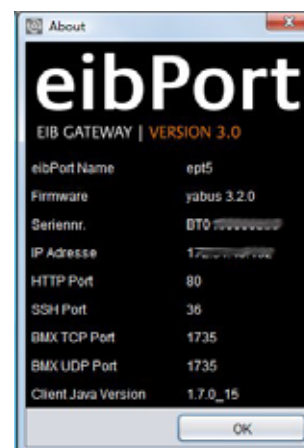 About
eibPort
EIB GATEWAY | VERSION 3.0
eibPort Name ept5
Firmware yabus 3.2.0
Seriennr.
IP Adresse
HTTP Port 80
SSH Port 36
BMX TCP Port 1735
BMX UDP Port 1735
Client Java Version 1.7.0_15
OK